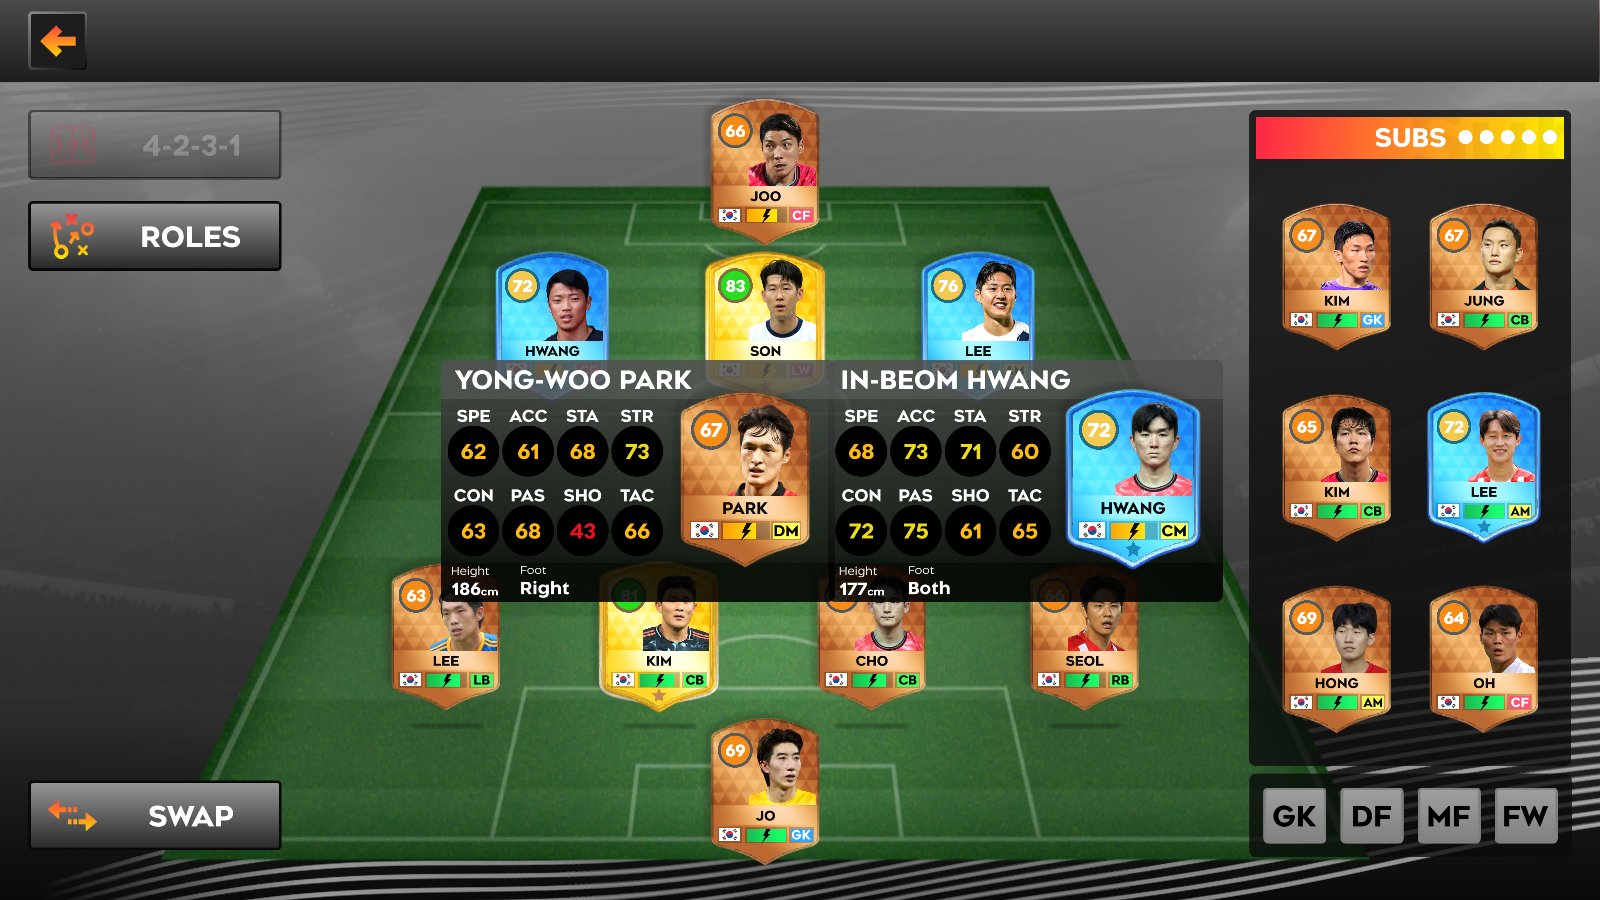 4-2-3-1
ROLES
SWAP
66
JOO
CF
72
HWANG
83
SON
LW
76
LEE
YONG-WOO PARK
SPE ACC STA STR
62 61 68 73
CON PAS SHO TAC
63 68 43 66
Height Foot
186cm Right
67
PARK
DM
IN-BEOM HWANG
SPE ACC STA STR
68 73 71 60
CON PAS SHO TAC
72 75 61 65
Height Foot
177cm Both
72
HWANG
CM
63
LEE
LB
81
KIM
CB
CHO
CB
66
SEOL
RB
69
JO
GK
SUBS
67
KIM
GK
67
JUNG
CB
65
KIM
CB
72
LEE
AM
69
HONG
AM
64
OH
CF
GK DF MF FW